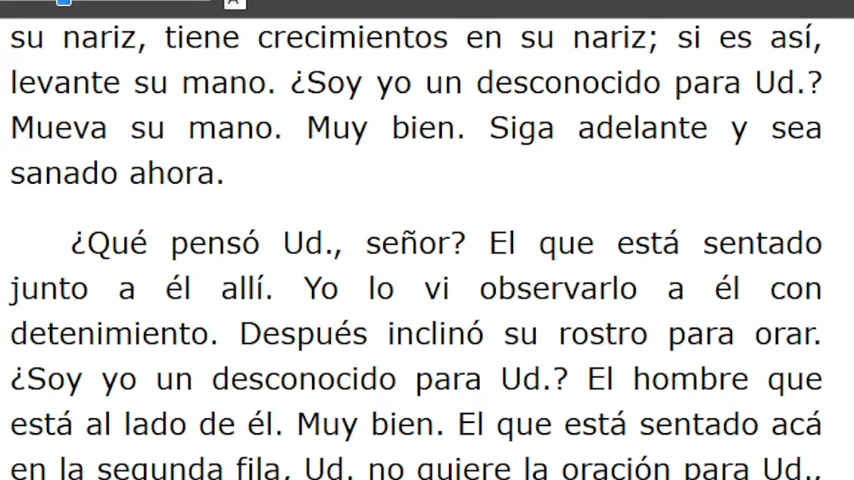 su nariz, tiene crecimientos en su nariz; si es así,
levante su mano. ¿Soy yo un desconocido para Ud.?
Mueva su mano. Muy bien. Siga adelante y sea
sanado ahora.
¿Qué pensó Ud., señor? El que está sentado
junto a él allí. Yo lo vi observarlo a él con
detenimiento. Después inclinó su rostro para orar.
¿Soy yo un desconocido para Ud.? El hombre que
está al lado de él. Muy bien. El que está sentado acá
en la segunda fila, Ud. no quiere la oración para Ud.,